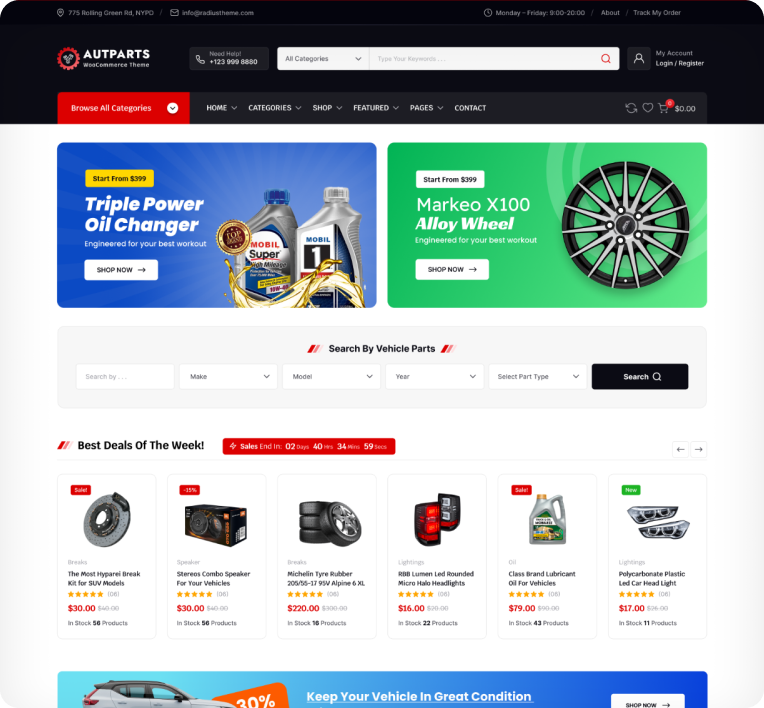 775 Rolling Green Rd, NYPD / info@radiustheme.com
Monday - Friday: 9:00-20:00 / About / Track My Order
AUTPARTS
WooCommerce Theme
Need Help!
+123 999 8880
All Categories
Type Your Keywords . . .
My Account
Login / Register
Browse All Categories
HOME CATEGORIES SHOP FEATURED PAGES CONTACT
0
$0.00
Start From $399
Triple Power
Oil Changer
Engineered for your best workout
SHOP NOW
MOBIL
Super
High Mileage
10W-40
MOBIL
1
Start From $399
Markeo X100
Alloy Wheel
Engineered for your best workout
SHOP NOW
Search By Vehicle Parts
Search by . . .
Make
Model
Year
Select Part Type
Search
Best Deals Of The Week!
Sales End In: 02 Days 40 Hrs 34 Mins 59 Secs
Sale!
Breaks
The Most Hyparei Break
Kit for SUV Models
(06)
$30.00 $40.00
In Stock 56 Products
-15%
Speaker
Stereos Combo Speaker
For Your Vehicles
(06)
$30.00 $40.00
In Stock 56 Products
Breaks
Michelin Tyre Rubber
205/55-17 95V Alpine 6 XL
(06)
$220.00 $300.00
In Stock 16 Products
Lightings
RBB Lumen Led Rounded
Micro Halo Headlights
(06)
$16.00 $20.00
In Stock 22 Products
Sale!
Oil
Class Brand Lubricant
Oil For Vehicles
(06)
$79.00 $90.00
In Stock 43 Products
New
Lightings
Polycarbonate Plastic
Led Car Head Light
(06)
$17.00 $26.00
In Stock 11 Products
30%
Keep Your Vehicle In Great Condition
SHOP NOW